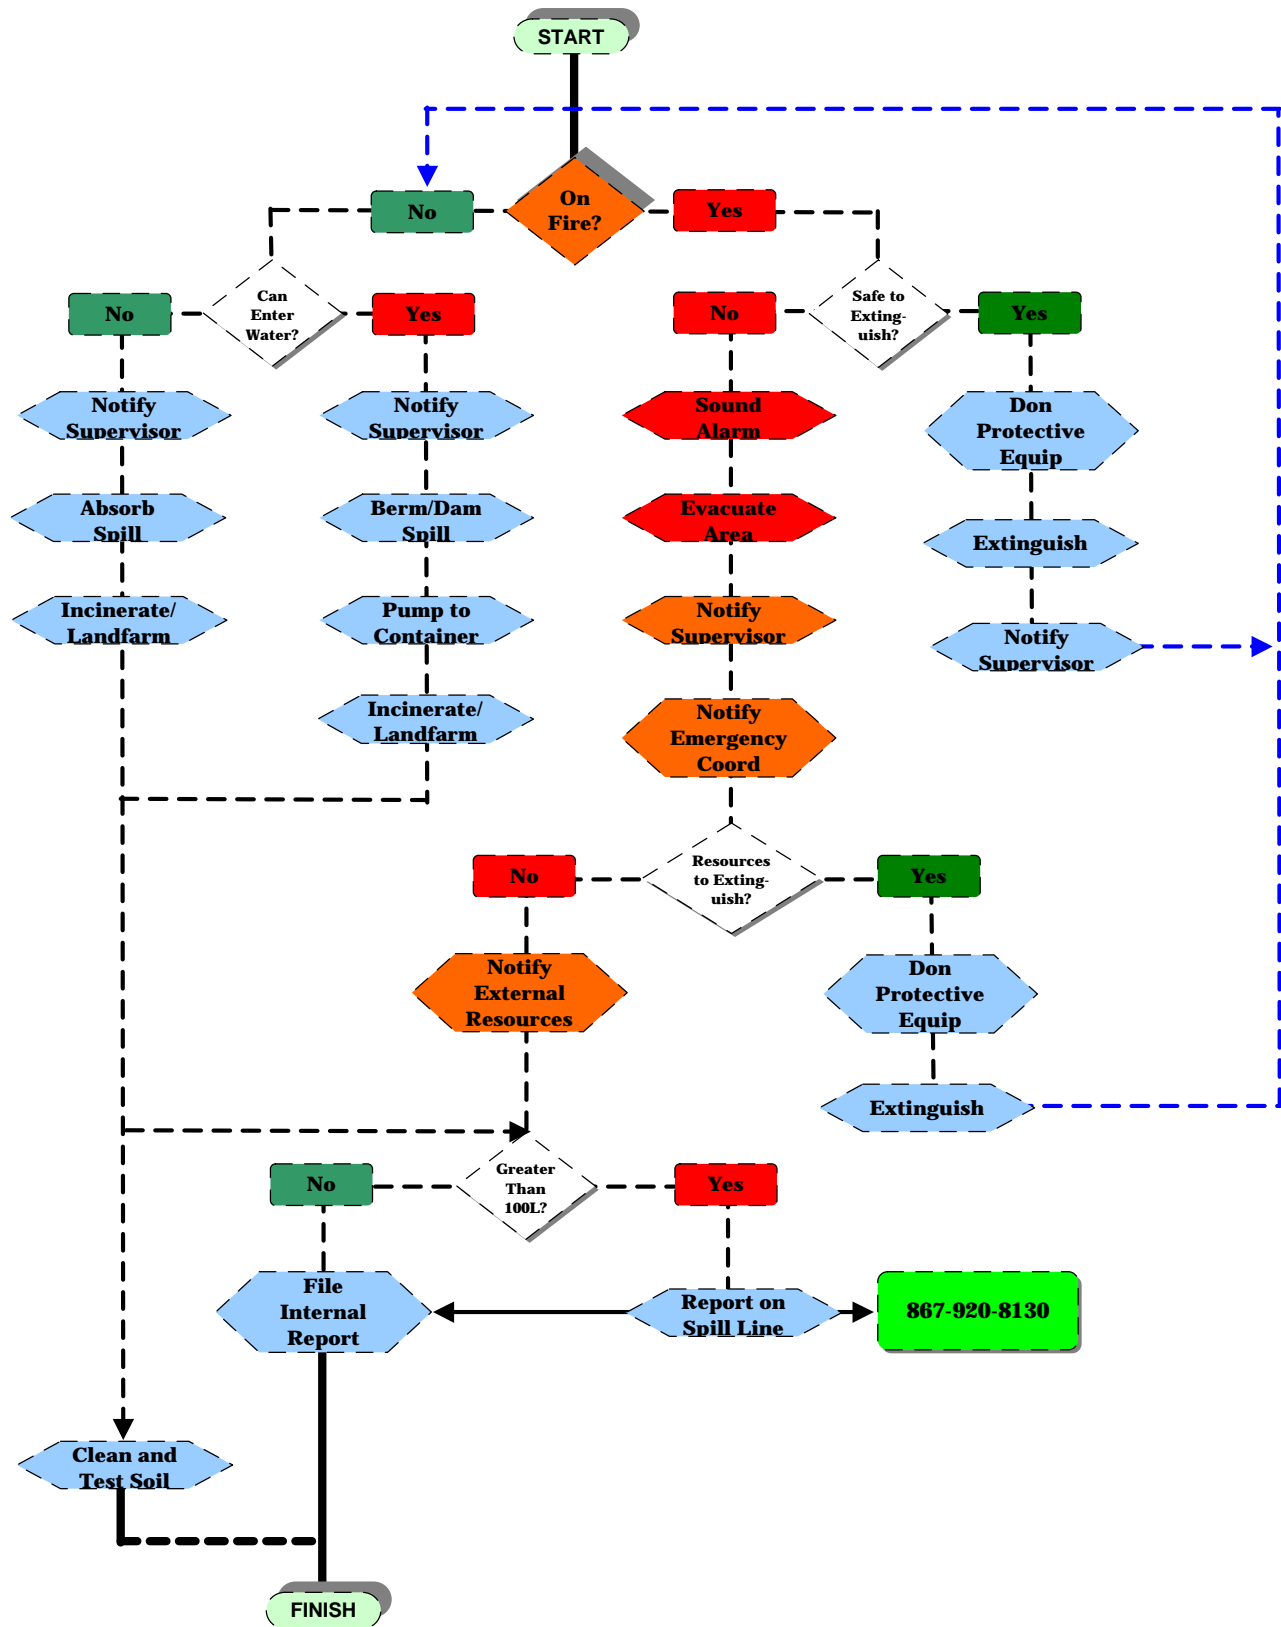 START
On
Fire?
No
Yes
Can
Enter
Water?
No
Yes
Safe to
Exting-
uish?
No
Yes
Notify
Supervisor
Absorb
Spill
Incinerate/
Landfarm
Notify
Supervisor
Berm/Dam
Spill
Pump to
Container
Incinerate/
Landfarm
Sound
Alarm
Evacuate
Area
Notify
Supervisor
Notify
Emergency
Coord
Don
Protective
Equip
Extinguish
Notify
Supervisor
Resources
to Exting-
uish?
No
Yes
Notify
External
Resources
Don
Protective
Equip
Extinguish
Greater
Than
100L?
No
Yes
File
Internal
Report
Report on
Spill Line
867-920-8130
Clean and
Test Soil
FINISH